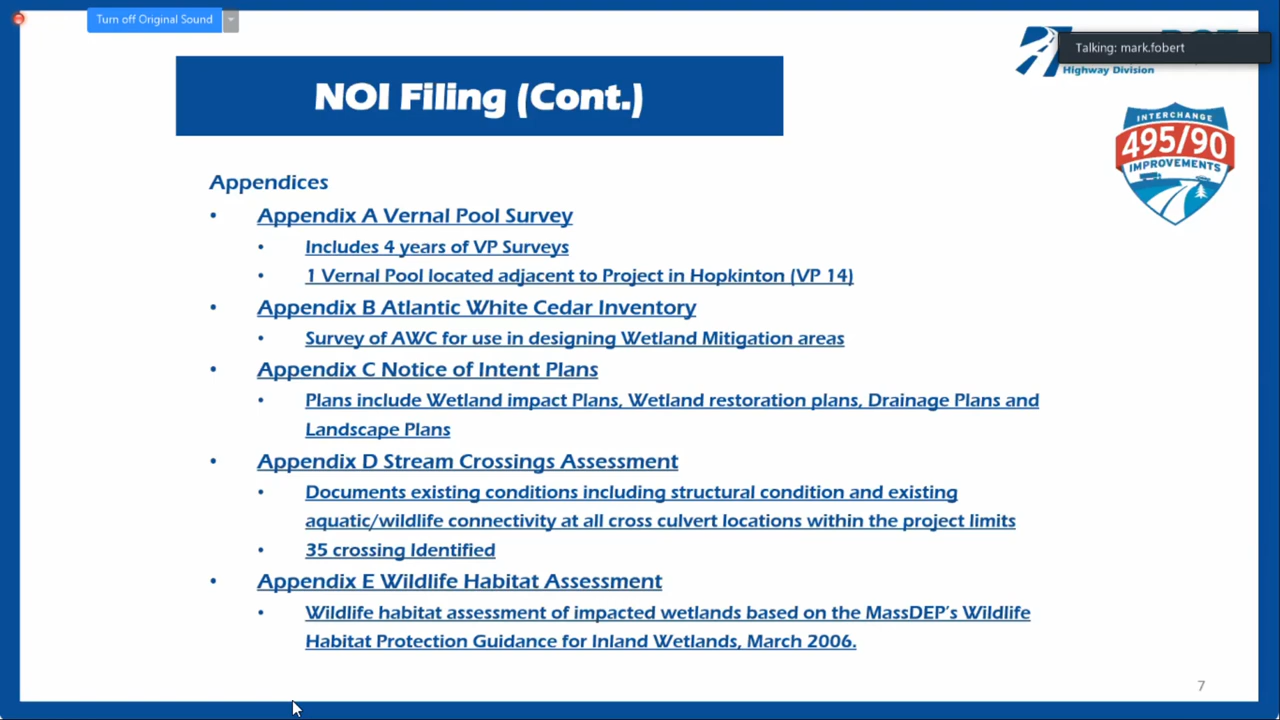 Turn off Original Sound
Talking: mark.fobert
Highway Division
NOI Filing (Cont.)
INTERCHANGE
495/90
IMPROVEMENTS
Appendices
• Appendix A Vernal Pool Survey
• Includes 4 years of VP Surveys
• 1 Vernal Pool located adjacent to Project in Hopkinton (VP 14)
• Appendix B Atlantic White Cedar Inventory
• Survey of AWC for use in designing Wetland Mitigation areas
• Appendix C Notice of Intent Plans
• Plans include Wetland impact Plans, Wetland restoration plans, Drainage Plans and
Landscape Plans
• Appendix D Stream Crossings Assessment
• Documents existing conditions including structural condition and existing
aquatic/wildlife connectivity at all cross culvert locations within the project limits
• 35 crossing Identified
• Appendix E Wildlife Habitat Assessment
• Wildlife habitat assessment of impacted wetlands based on the MassDEP's Wildlife
Habitat Protection Guidance for Inland Wetlands, March 2006.
7